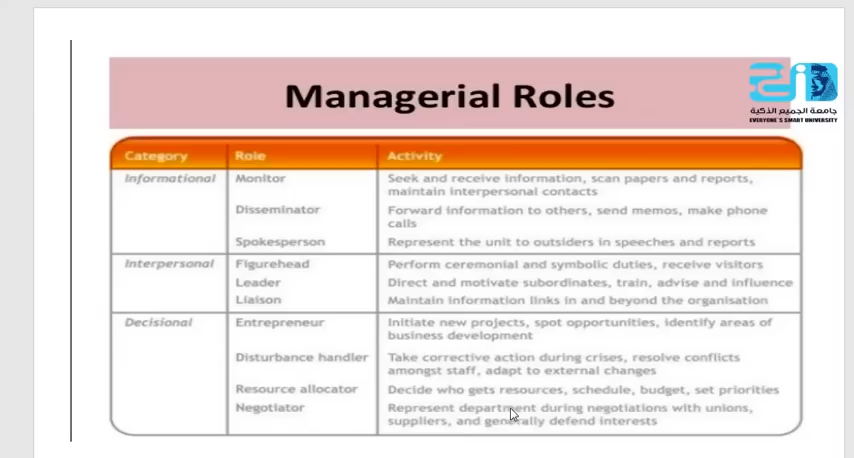 Managerial Roles
جامعة الجميع الذكية
EVERYONE'S SMART UNIVERSITY
Category Role Activity
Informational Monitor Seek and receive information, scan papers and reports,
maintain interpersonal contacts
Disseminator Forward information to others, send memos, make phone
calls
Spokesperson Represent the unit to outsiders in speeches and reports
Interpersonal Figurehead Perform ceremonial and symbolic duties, receive visitors
Leader Direct and motivate subordinates, train, advise and influence
Liaison Maintain information links in and beyond the organisation
Decisional Entrepreneur Initiate new projects, spot opportunities, identify areas of
business development
Disturbance handler Take corrective action during crises, resolve conflicts
amongst staff, adapt to external changes
Resource allocator Decide who gets resources, schedule, budget, set priorities
Negotiator Represent department during negotiations with unions,
suppliers, and generally defend interests